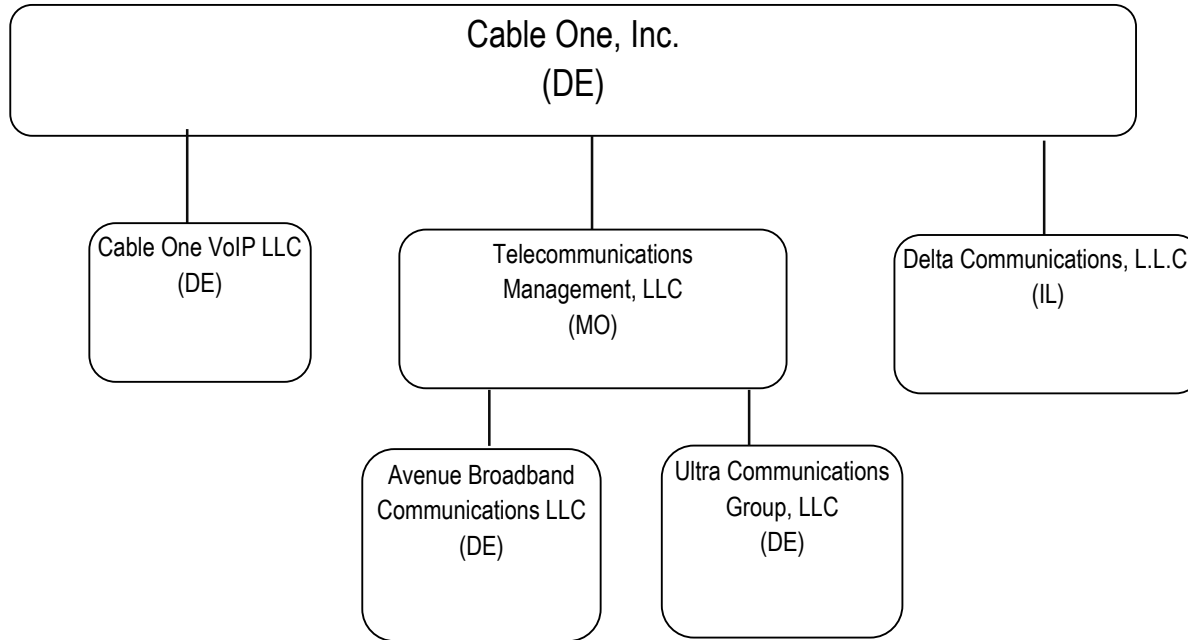 Cable One, Inc.
(DE)
Cable One VoIP LLC
(DE)
Telecommunications
Management, LLC
(MO)
Delta Communications, L.L.C
(IL)
Avenue Broadband
Communications LLC
(DE)
Ultra Communications
Group, LLC
(DE)